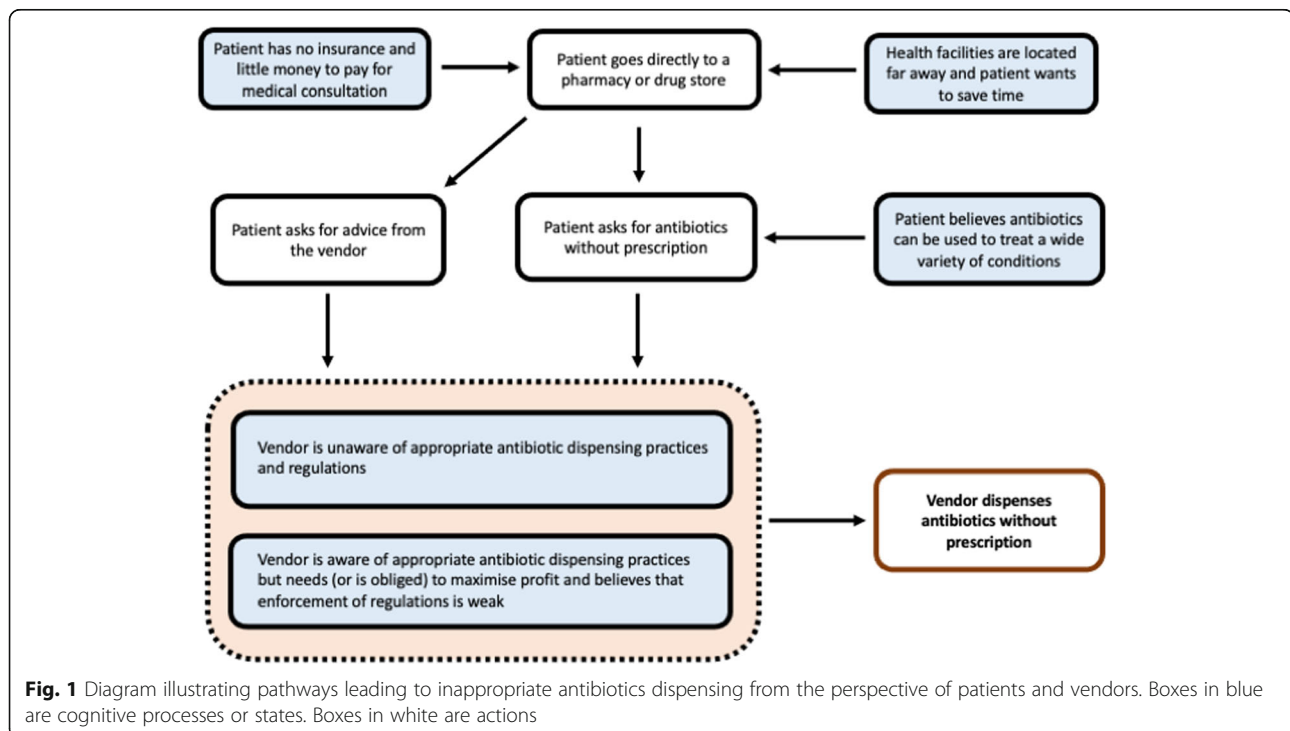 Patient has no insurance and
little money to pay for
medical consultation
Patient goes directly to a
pharmacy or drug store
Health facilities are located
far away and patient wants
to save time
Patient asks for advice from
the vendor
Patient asks for antibiotics
without prescription
Patient believes antibiotics
can be used to treat a wide
variety of conditions
Vendor is unaware of appropriate antibiotic dispensing practices
and regulations
Vendor is aware of appropriate antibiotic dispensing practices
but needs (or is obliged) to maximise profit and believes that
enforcement of regulations is weak
Vendor dispenses
antibiotics without
prescription
Fig. 1 Diagram illustrating pathways leading to inappropriate antibiotics dispensing from the perspective of patients and vendors. Boxes in blue
are cognitive processes or states. Boxes in white are actions